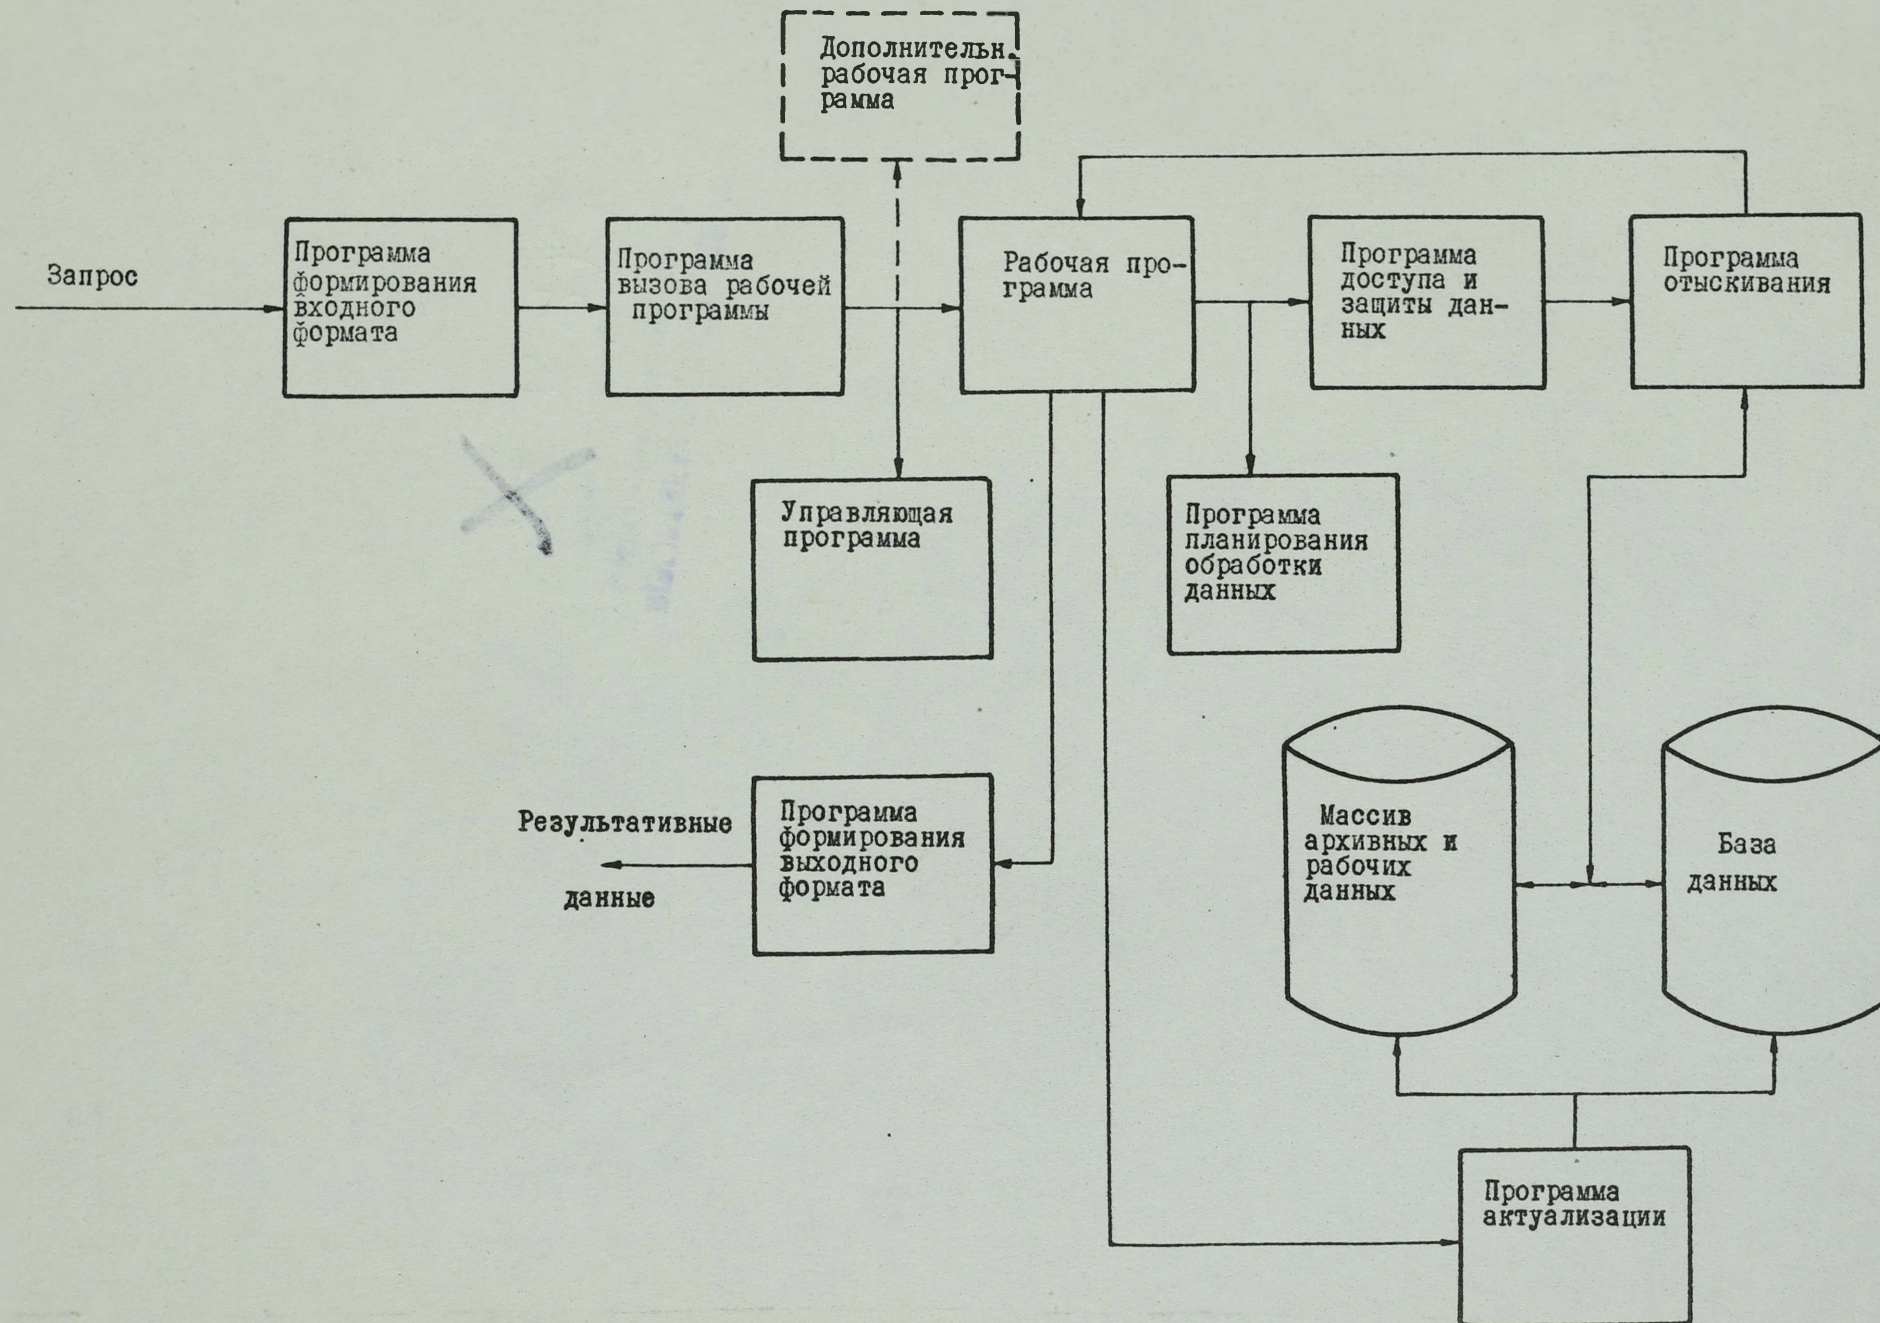 Дополнительн.
рабочая прог-
рамма
Запрос
Программа
формирования
входного
формата
Программа
вызова рабочей
программы
Рабочая про-
грамма
Программа
доступа и
защиты дан-
ных
Программа
отыскивания
Управляющая
программа
Программа
планирования
обработки
данных
Результативные
данные
Программа
формирования
выходного
формата
Массив
архивных и
рабочих
данных
База
данных
Программа
актуализации